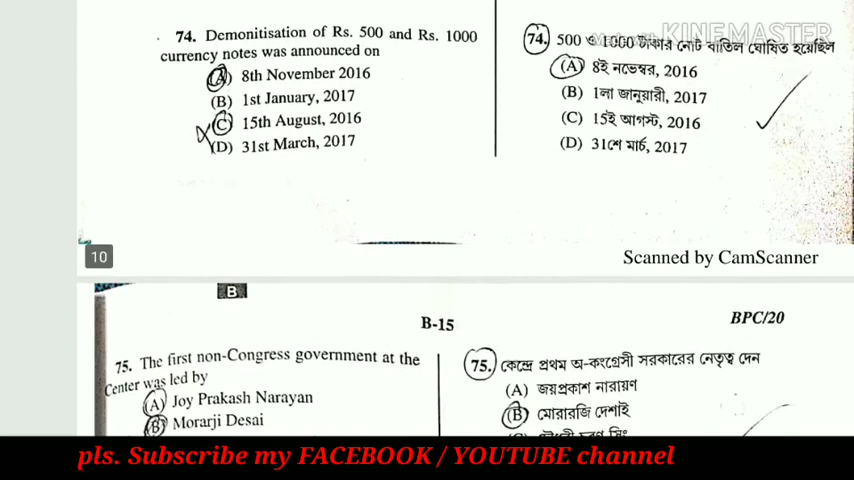 KINEMASTER
74. Demonitisation of Rs. 500 and Rs. 1000
currency notes was announced on
(A) 8th November 2016
(B) 1st January, 2017
(C) 15th August, 2016
(D) 31st March, 2017
74. 500 ও 1000 টাকার নোট বাতিল ঘোষিত হয়েছিল
(A) 8ই নভেম্বর, 2016
(B) 1লা জানুয়ারী, 2017
(C) 15ই আগস্ট, 2016
(D) 31শে মার্চ, 2017
10
Scanned by CamScanner
B
B-15
BPC/20
75. The first non-Congress government at the
Center was led by
(A) Joy Prakash Narayan
(B) Morarji Desai
75. কেন্দ্রে প্রথম অ-কংগ্রেসী সরকারের নেতৃত্ব দেন
(A) জয়প্রকাশ নারায়ণ
(B) মোরারজি দেশাই
pls. Subscribe my FACEBOOK / YOUTUBE channel